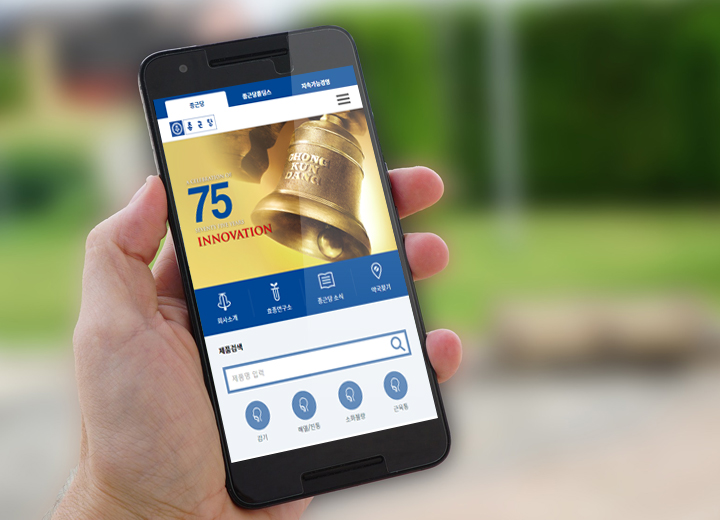 종근당
종근당홀딩스
지속가능경영
종근당
CHONG
KUN
DANG
75
INNOVATION
회사소개
효종연구소
종근당 소식
약국찾기
제품검색
제품명 입력
감기
해열/진통
소화불량
근육통